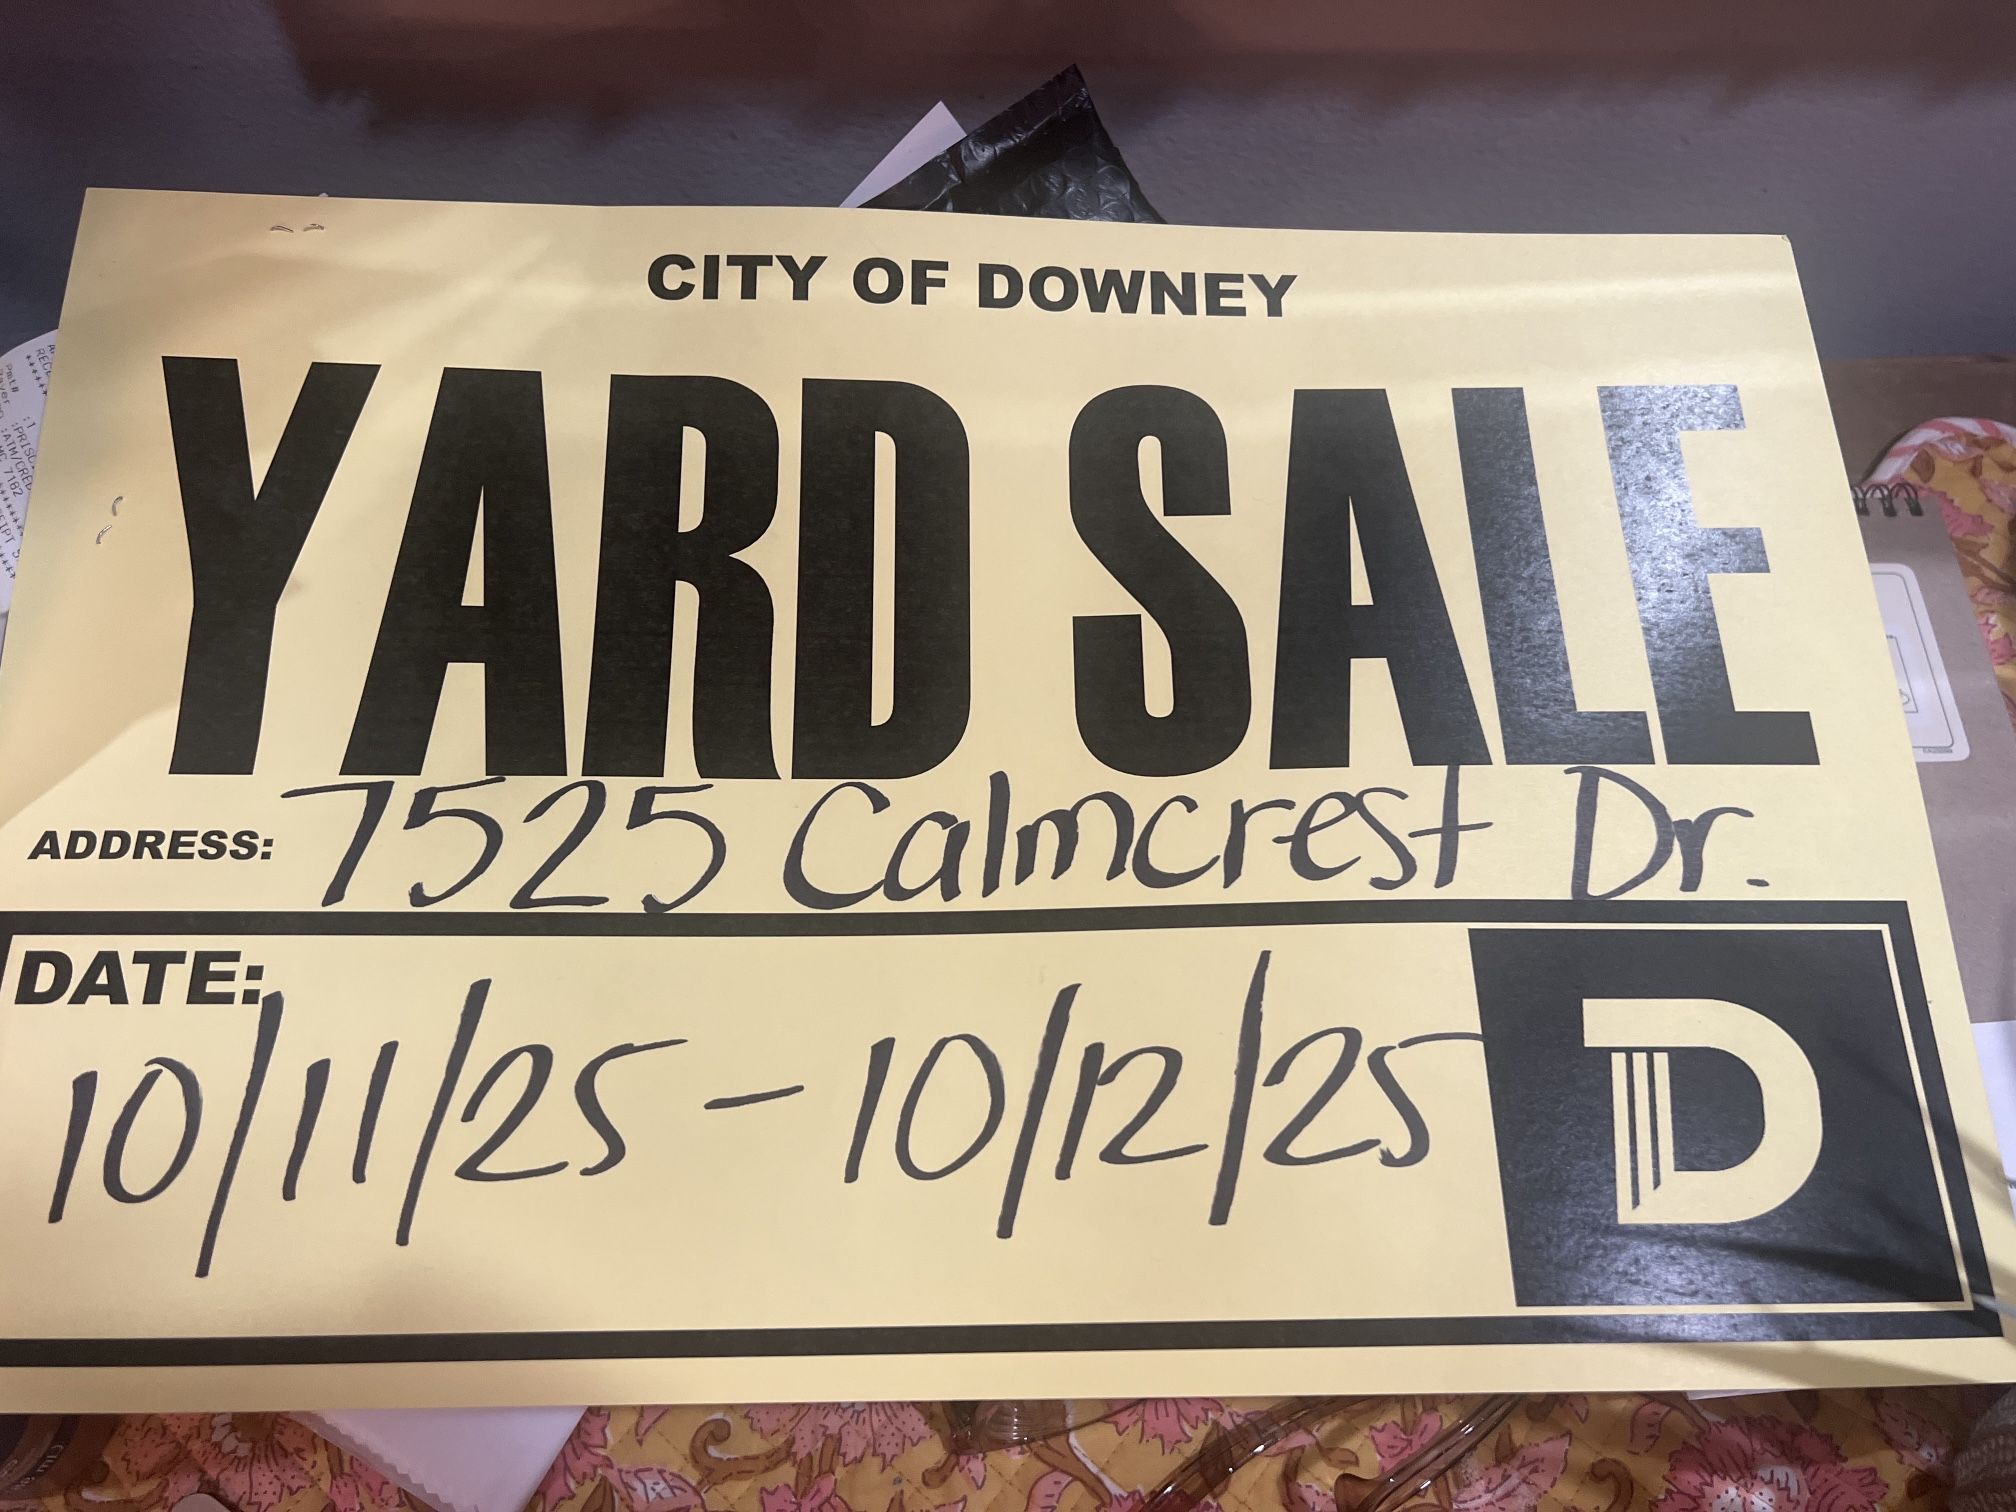 CITY OF DOWNEY
YARD SALE
ADDRESS: 7525 Calmcrest Dr.
DATE:
10/11/25 - 10/12/25
D